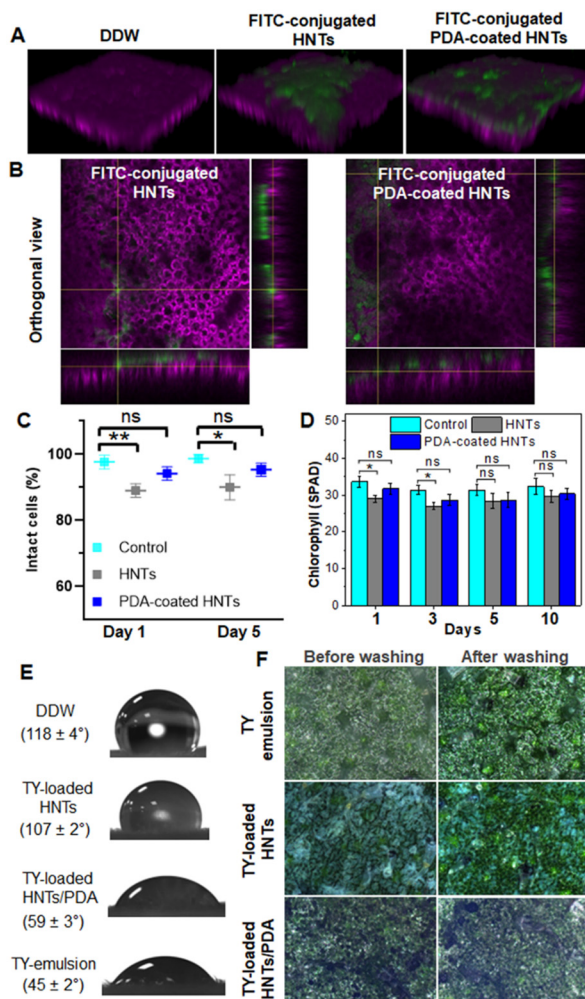 A
DDW
FITC-conjugated
HNTs
FITC-conjugated
PDA-coated HNTs
B
Orthogonal view
FITC-conjugated
HNTs
FITC-conjugated
PDA-coated HNTs
C
Intact cells (%)
100
80
60
ns
**
ns
*
Control
HNTs
PDA-coated HNTs
Day 1
Day 5
D
Chlorophyll (SPAD)
50
40
30
20
10
0
Control
HNTs
PDA-coated HNTs
ns
*
ns
*
ns
ns
ns
ns
1
3
5
10
Days
E
DDW
(118 ± 4°)
TY-loaded
HNTs
(107 ± 2°)
TY-loaded
HNTs/PDA
(59 ± 3°)
TY-emulsion
(45 ± 2°)
F
Before washing
After washing
TY
emulsion
TY-loaded
HNTs
TY-loaded
HNTs/PDA